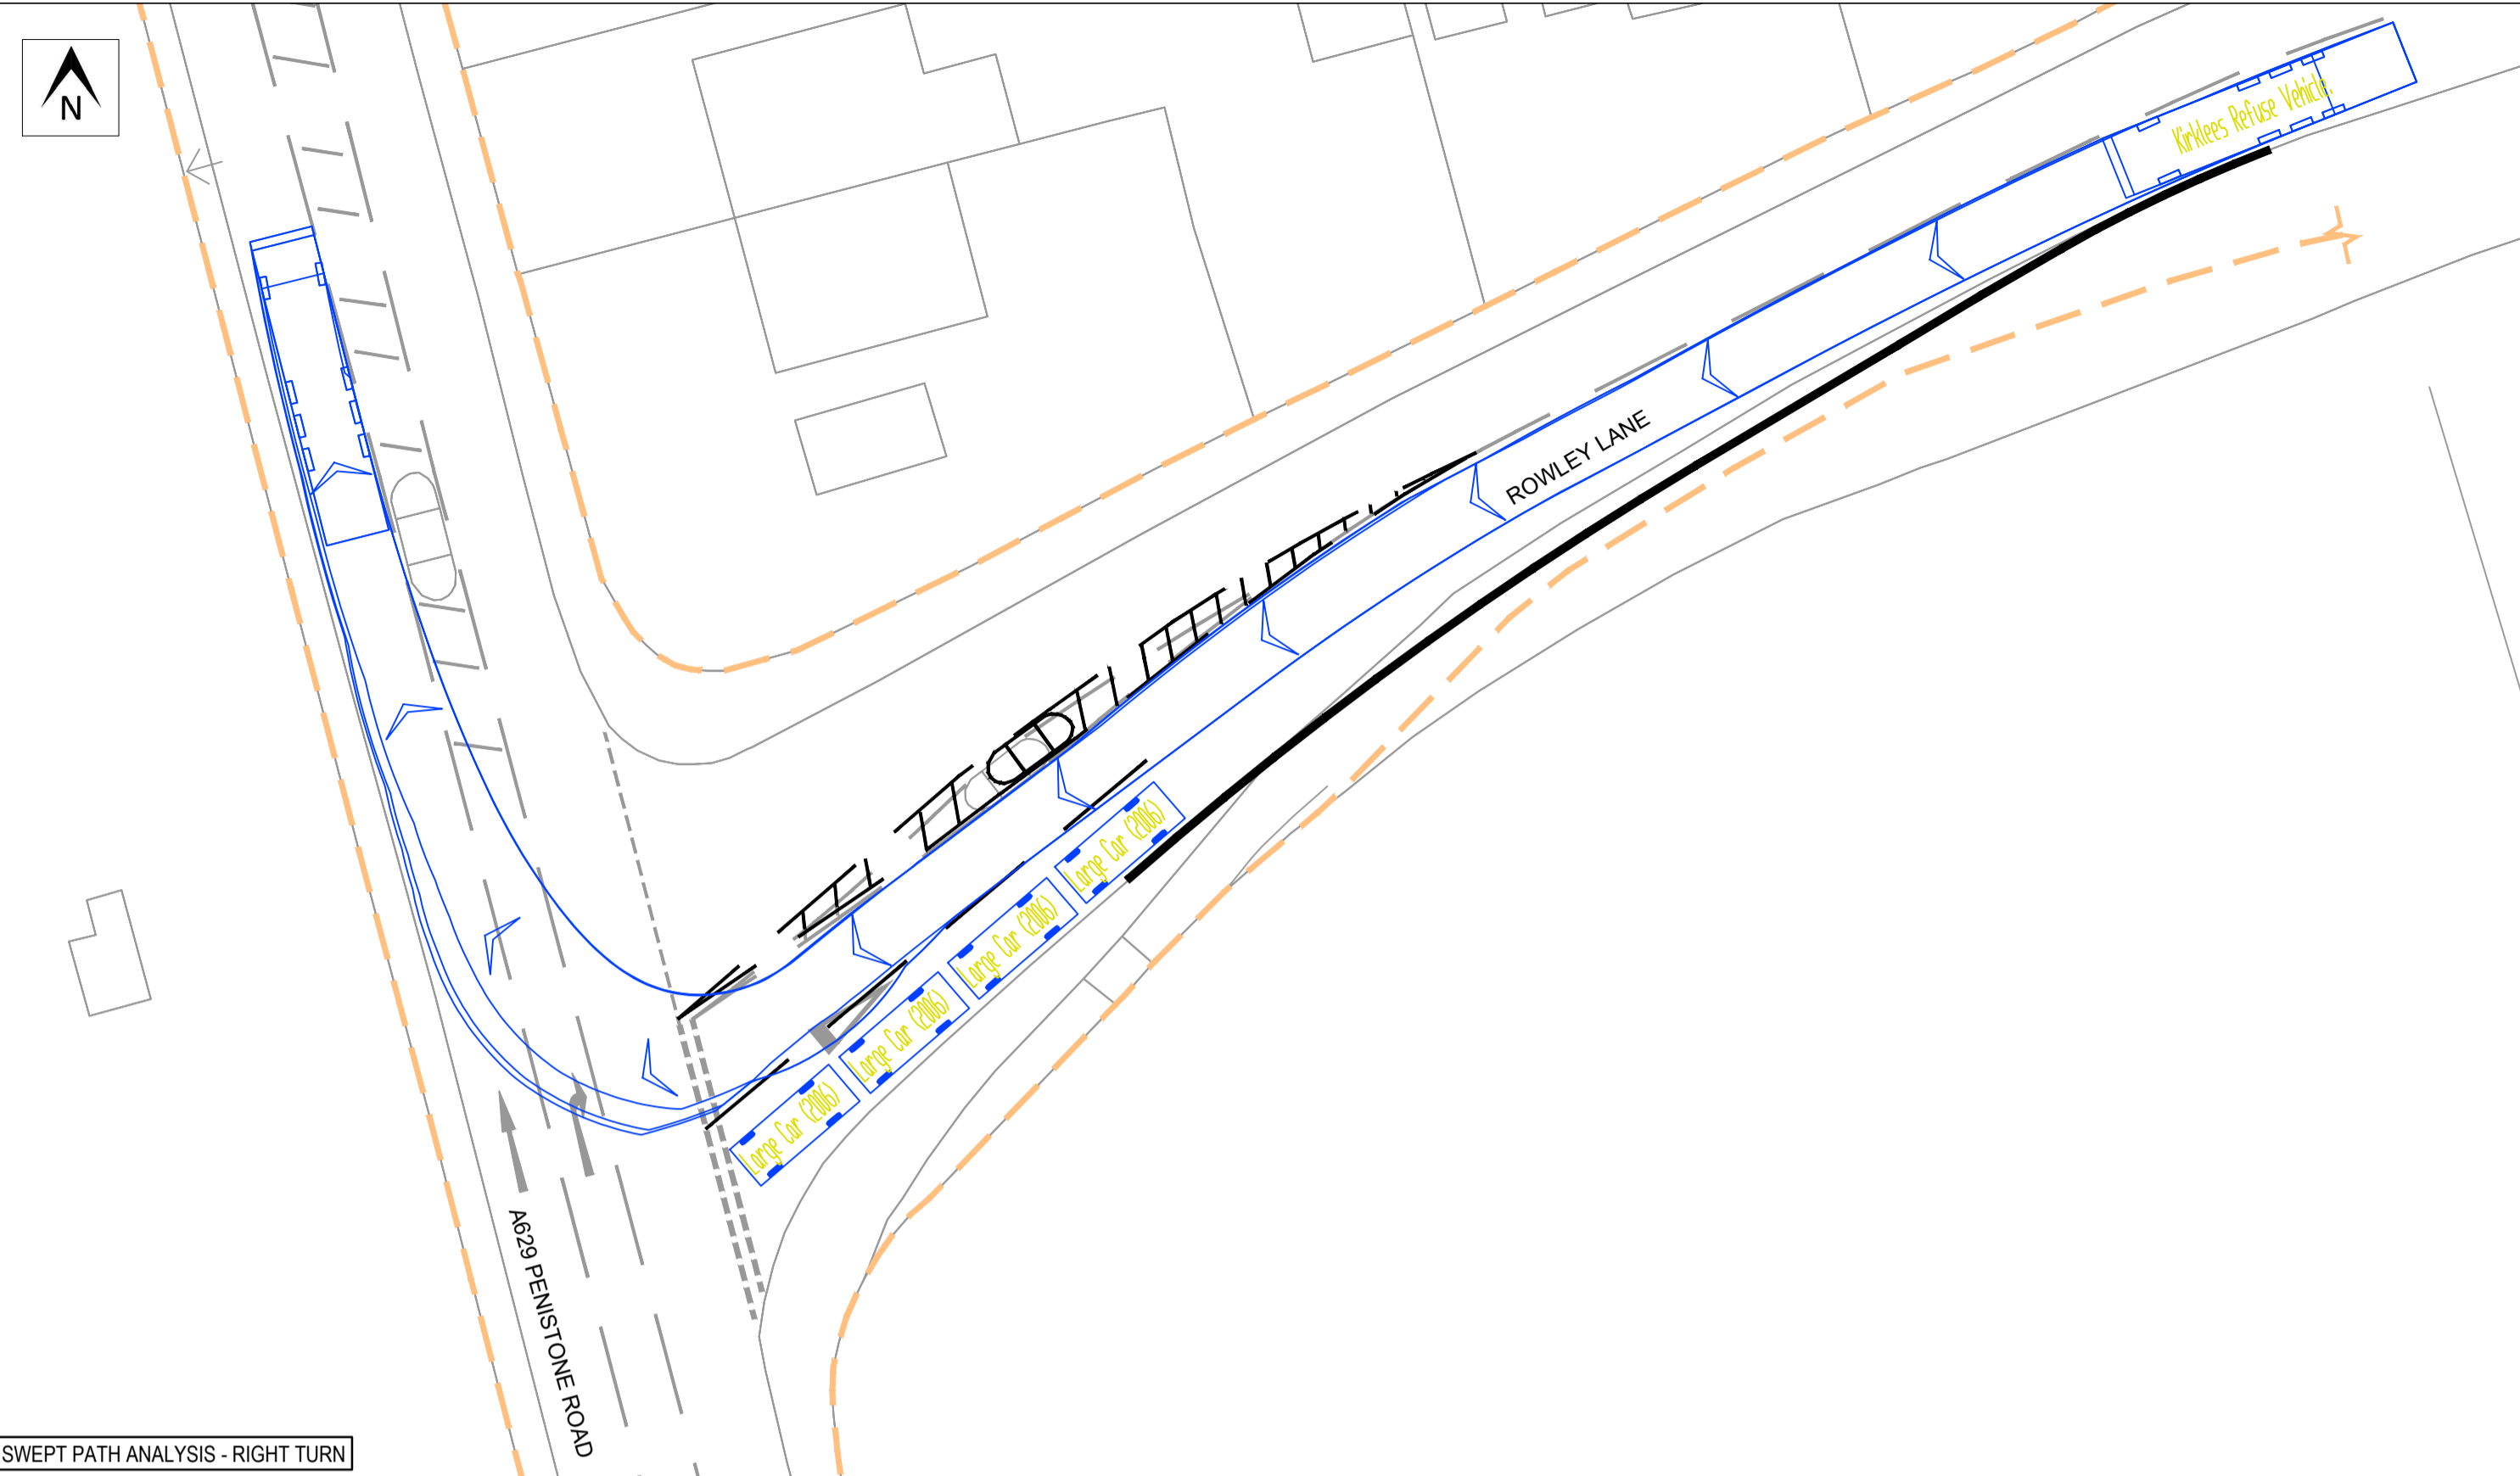 N
Kirklees Refuse Vehicle.
ROWLEY LANE
Large Car (2006)
Large Car (2006)
Large Car (2006)
Large Car (2006)
A629 PENISTONE ROAD
SWEPT PATH ANALYSIS - RIGHT TURN